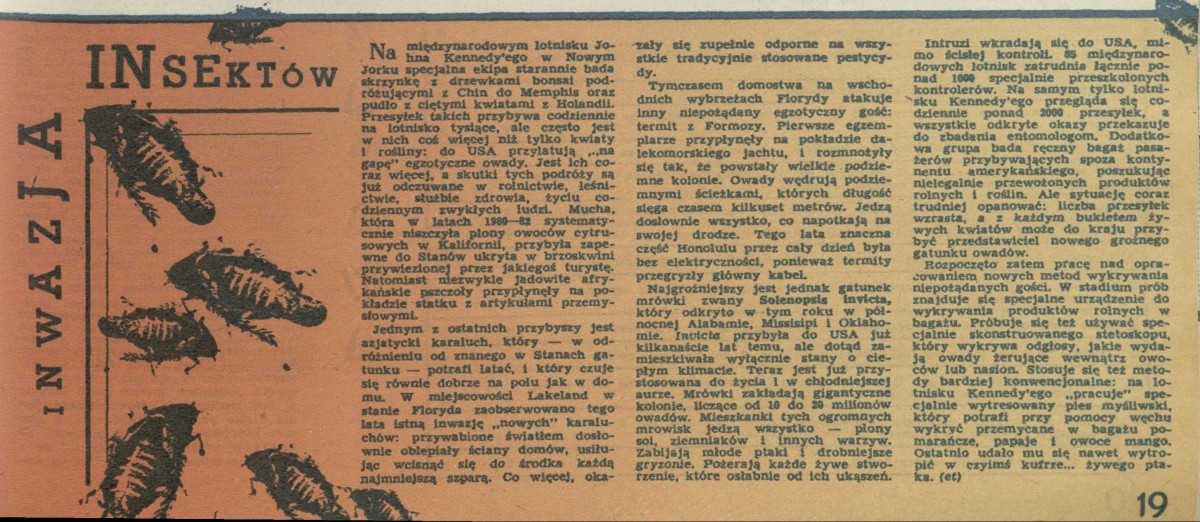 INWAZJA
INSEKTÓW
Na międzynarodowym lotnisku Jo-
hna Kennedy'ego w Nowym
Jorku specjalna ekipa starannie bada
skrzynkę z drzewkami bonsai pod-
różującymi z Chin do Memphis oraz
pudło z ciętymi kwiatami z Holandii.
Przesyłek takich przybywa codziennie
na lotnisko tysiące, ale często jest
w nich coś więcej niż tylko kwiaty
i rośliny: do USA przylatują „na
gapę" egzotyczne owady. Jest ich co-
raz więcej, a skutki tych podróży są
już odczuwane w rolnictwie, leśni-
ctwie, służbie zdrowia, życiu co-
dziennym zwykłych ludzi. Mucha,
która w latach 1980—82 systematy-
cznie niszczyła plony owoców cytru-
sowych w Kalifornii, przybyła zape-
wne do Stanów ukryta w brzoskwini
przywiezionej przez jakiegoś turystę.
Natomiast niezwykle jadowite afry-
kańskie pszczoły przypłynęły na po-
kładzie statku z artykułami przemy-
słowymi.
Jednym z ostatnich przybyszy jest
azjatycki karaluch, który — w od-
różnieniu od znanego w Stanach ga-
tunku — potrafi latać, i który czuje
się równie dobrze na polu jak w do-
mu. W miejscowości Lakeland w
stanie Floryda zaobserwowano tego
lata istną inwazję „nowych" karalu-
chów: przywabione światłem dosło-
wnie oblepiały ściany domów, usiłu-
jąc wcisnąć się do środka każdą
najmniejszą szparą. Co więcej, oka-
zały się zupełnie odporne na wszy-
stkie tradycyjnie stosowane pestycy-
dy.
Tymczasem domostwa na wscho-
dnich wybrzeżach Florydy atakuje
inny niepożądany egzotyczny gość:
termit z Formozy. Pierwsze egzem-
plarze przypłynęły na pokładzie da-
lekomorskiego jachtu, i rozmnożyły
się tak, że powstały wielkie podzie-
mne kolonie. Owady wędrują podzie-
mnymi ścieżkami, których długość
sięga czasem kilkuset metrów. Jedzą
dosłownie wszystko, co napotkają na
swojej drodze. Tego lata znaczna
część Honolulu przez cały dzień była
bez elektryczności, ponieważ termity
przegryzły główny kabel.
Najgroźniejszy jest jednak gatunek
mrówki zwany Solenopsis invicta,
który odkryto w tym roku w pół-
nocnej Alabamie, Missisipi i Oklaho-
mie. Invicta przybyła do USA już
kilkanaście lat temu, ale dotąd za-
mieszkiwała wyłącznie stany o cie-
płym klimacie. Teraz jest już przy-
stosowana do życia i w chłodniejszej
aurze. Mrówki zakładają gigantyczne
kolonie, liczące od 10 do 20 milionów
owadów. Mieszkanki tych ogromnych
mrowisk jedzą wszystko — plony
soi, ziemniaków i innych warzyw.
Zabijają młode ptaki i drobniejsze
gryzonie. Pożerają każde żywe stwo-
rzenie, które osłabnie od ich ukąszeń.
Intruzi wkradają się do USA, mi-
mo ścisłej kontroli. 85 międzynaro-
dowych lotnisk zatrudnia łącznie po-
nad 1000 specjalnie przeszkolonych
kontrolerów. Na samym tylko lotni-
sku Kennedy'ego przegląda się co-
dziennie ponad 2000 przesyłek, a
wszystkie odkryte okazy przekazuje
do zbadania entomologom. Dodatko-
wa grupa bada ręczny bagaż pasa-
żerów przybywających spoza konty-
nentu amerykańskiego, poszukując
nielegalnie przewożonych produktów
rolnych i roślin. Ale sytuację coraz
trudniej opanować: liczba przesyłek
wzrasta, a z każdym bukietem ży-
wych kwiatów może do kraju przy-
być przedstawiciel nowego groźnego
gatunku owadów.
Rozpoczęto zatem pracę nad opra-
cowaniem nowych metod wykrywania
niepożądanych gości. W stadium prób
znajduje się specjalne urządzenie do
wykrywania produktów rolnych w
bagażu. Próbuje się też używać spe-
cjalnie skonstruowanego stetoskopu,
który wykrywa odgłosy, jakie wyda-
ją owady żerujące wewnątrz owo-
ców lub nasion. Stosuje się też meto-
dy bardziej konwencjonalne: na lo-
tnisku Kennedy'ego „pracuje" spe-
cjalnie wytresowany pies myśliwski,
który potrafi przy pomocy węchu
wykryć przemycane w bagażu po-
marańcze, papaje i owoce mango.
Ostatnio udało mu się nawet wytro-
pić w czyimś kufrze... żywego pta-
ka. (et)
19